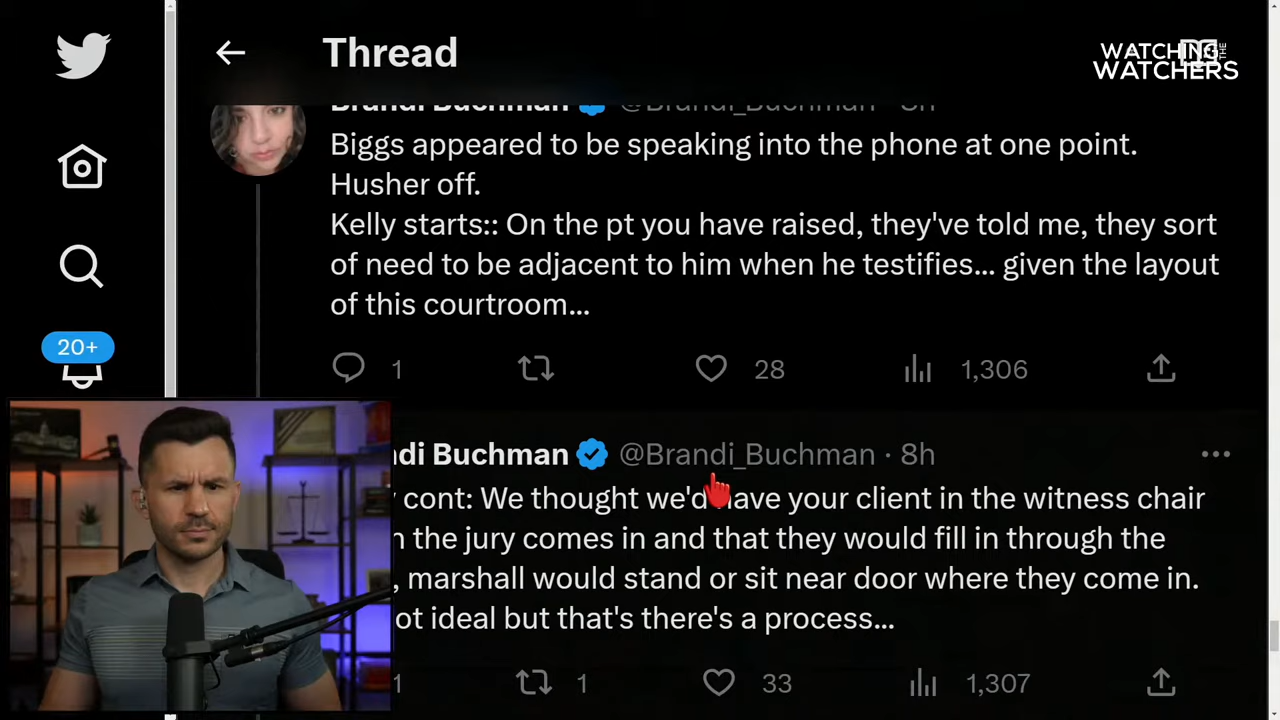 Thread
WATCHING THE
WATCHERS
Brandi Buchman @Brandi_Buchman · 8h
Biggs appeared to be speaking into the phone at one point.
Husher off.
Kelly starts:: On the pt you have raised, they've told me, they sort
of need to be adjacent to him when he testifies... given the layout
of this courtroom...
1 28 1,306
20+
di Buchman @Brandi_Buchman · 8h
cont: We thought we'd have your client in the witness chair
the jury comes in and that they would fill in through the
, marshall would stand or sit near door where they come in.
ot ideal but that's there's a process...
1 1 33 1,307